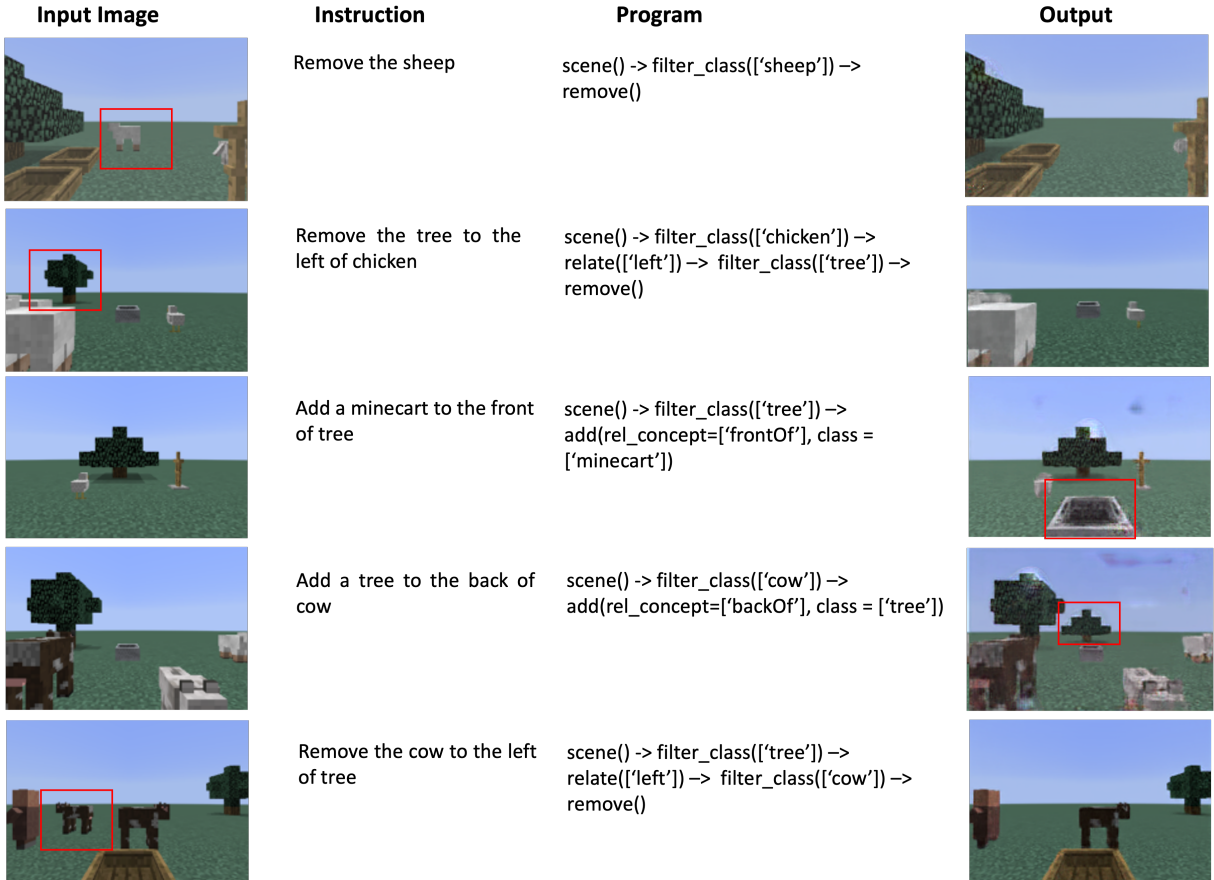 Input Image Instruction Program Output
Remove the sheep
scene() -> filter_class([‘sheep’]) –>
remove()
Remove the tree to the
left of chicken
scene() -> filter_class([‘chicken’]) –>
relate([‘left’]) –> filter_class([‘tree’]) –>
remove()
Add a minecart to the front
of tree
scene() -> filter_class([‘tree’]) –>
add(rel_concept=[‘frontOf’], class =
[‘minecart’])
Add a tree to the back of
cow
scene() -> filter_class([‘cow’]) –>
add(rel_concept=[‘backOf’], class = [‘tree’])
Remove the cow to the left
of tree
scene() -> filter_class([‘tree’]) –>
relate([‘left’]) –> filter_class([‘cow’]) –>
remove()